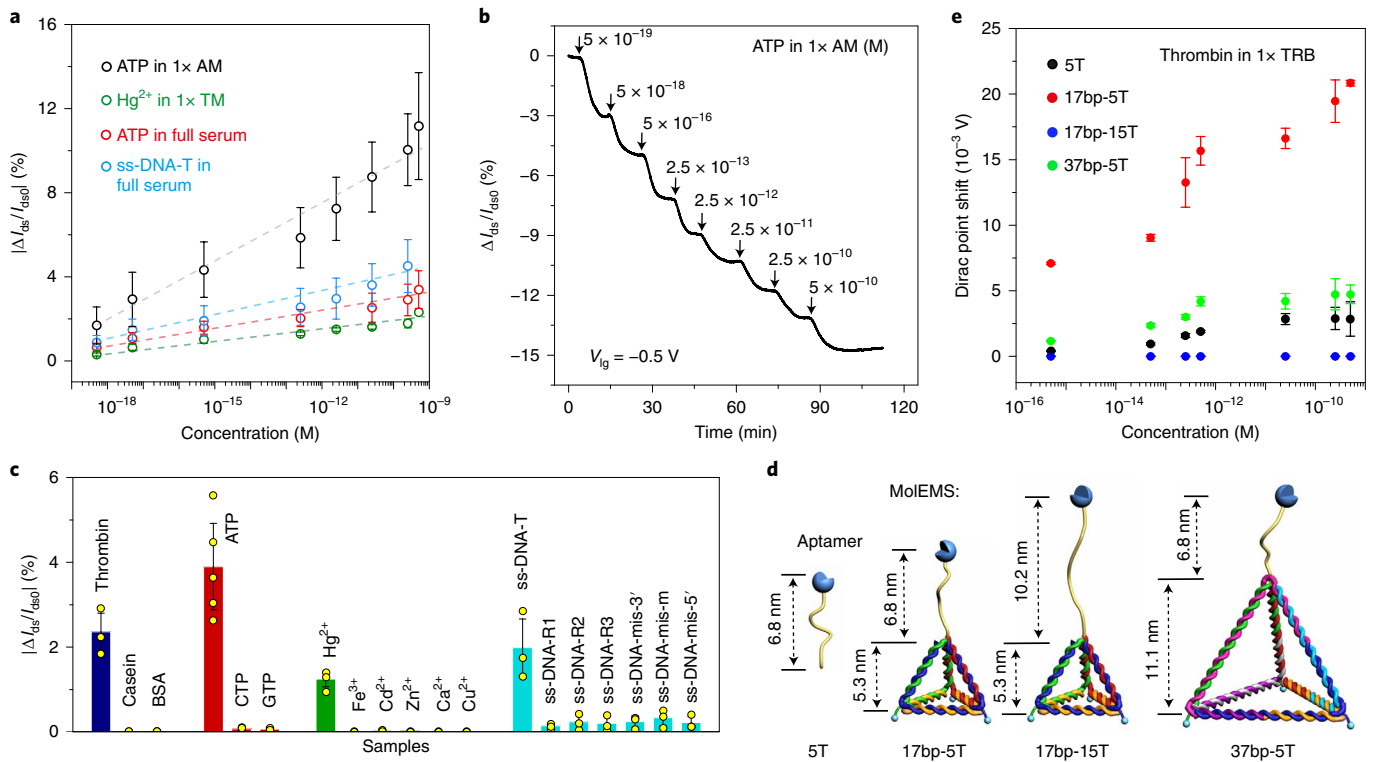 a
16
12
8
4
0
|Δ Ids/Ids0| (%)
ATP in 1× AM
Hg2+ in 1× TM
ATP in full serum
ss-DNA-T in
full serum
10−18
10−15
10−12
10−9
Concentration (M)
b
0
−3
−6
−9
−12
−15
Δ Ids/Ids0 (%)
ATP in 1× AM (M)
5 × 10−19
5 × 10−18
5 × 10−16
2.5 × 10−13
2.5 × 10−12
2.5 × 10−11
2.5 × 10−10
5 × 10−10
Vlg = −0.5 V
0
30
60
90
120
Time (min)
e
25
20
15
10
5
0
Dirac point shift (10−3 V)
Thrombin in 1× TRB
5T
17bp-5T
17bp-15T
37bp-5T
10−16
10−14
10−12
10−10
Concentration (M)
c
6
4
2
0
|Δ Ids/Ids0| (%)
Thrombin
Casein
BSA
ATP
CTP
GTP
Hg2+
Fe3+
Cd2+
Zn2+
Ca2+
Cu2+
ss-DNA-T
ss-DNA-R1
ss-DNA-R2
ss-DNA-R3
ss-DNA-mis-3′
ss-DNA-mis-m
ss-DNA-mis-5′
Samples
d
MolEMS:
Aptamer
6.8 nm
6.8 nm
5.3 nm
10.2 nm
5.3 nm
6.8 nm
11.1 nm
5T
17bp-5T
17bp-15T
37bp-5T